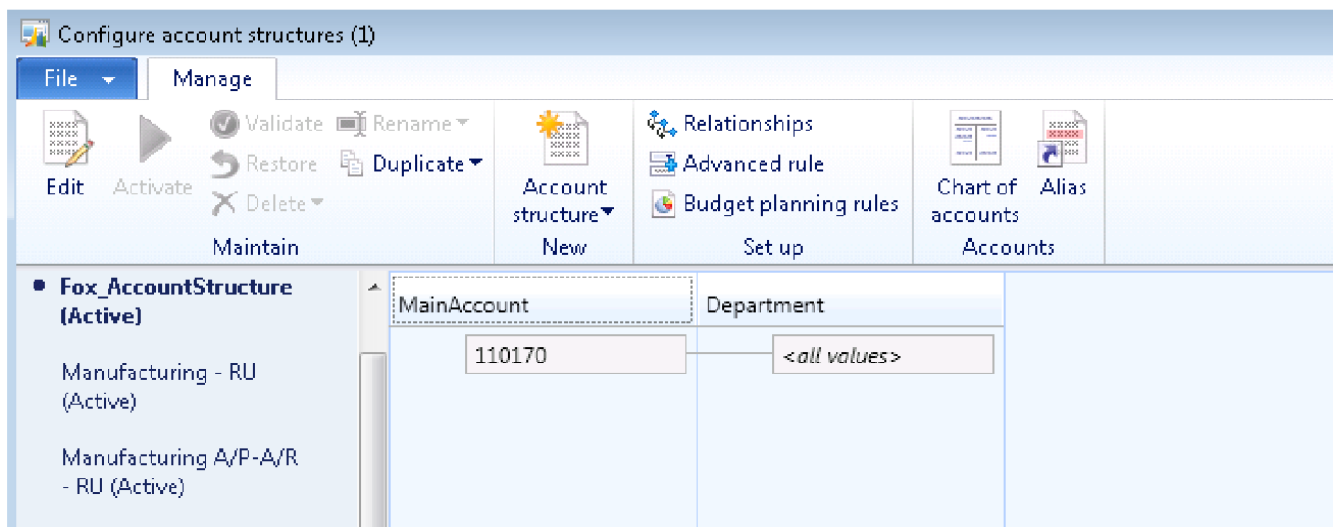 Configure account structures (1)
File Manage
Validate Rename
Restore Duplicate
Edit Activate Delete
Maintain
Account
structure
New
Relationships
Advanced rule
Budget planning rules
Set up
Chart of
accounts
Alias
Accounts
Fox_AccountStructure
(Active)
Manufacturing - RU
(Active)
Manufacturing A/P-A/R
- RU (Active)
MainAccount Department
110170 <all values>